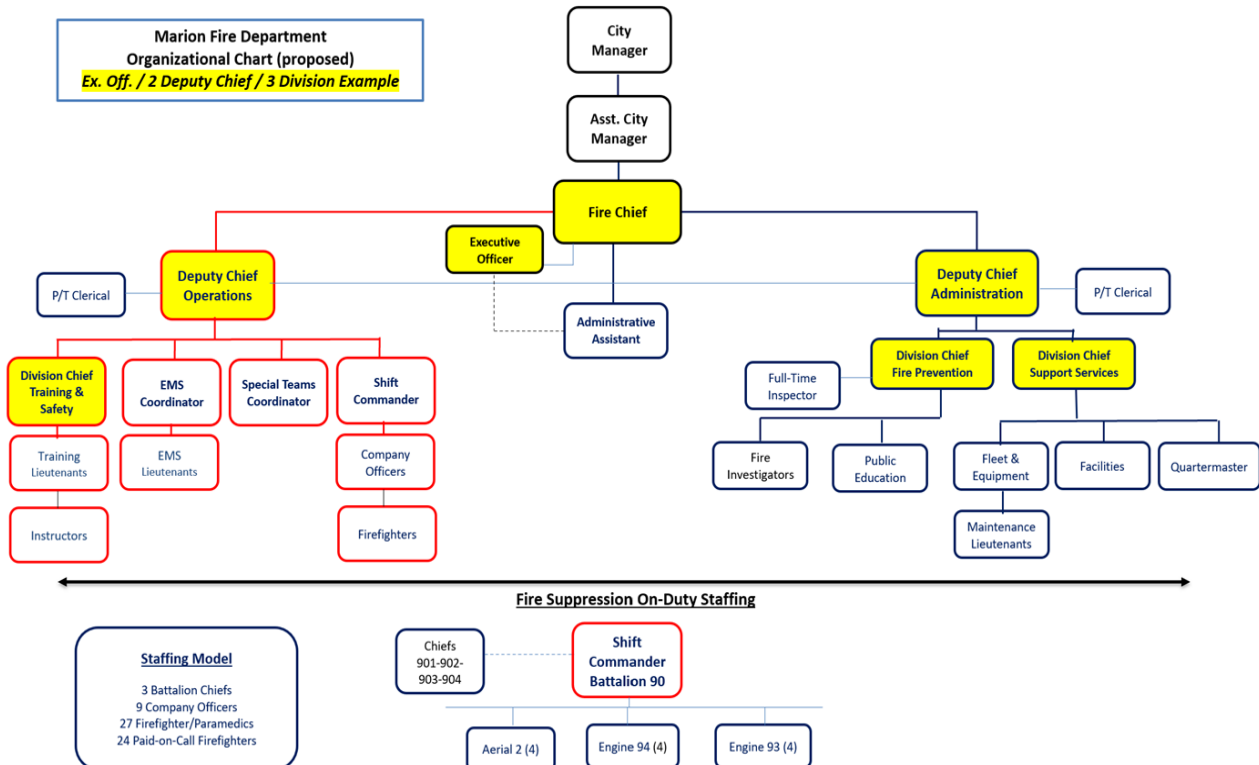 Marion Fire Department
Organizational Chart (proposed)
Ex. Off. / 2 Deputy Chief / 3 Division Example
City
Manager
Asst. City
Manager
Fire Chief
Executive
Officer
Deputy Chief
Operations
P/T Clerical
Deputy Chief
Administration
P/T Clerical
Administrative
Assistant
Division Chief
Training &
Safety
EMS
Coordinator
Special Teams
Coordinator
Shift
Commander
Full-Time
Inspector
Division Chief
Fire Prevention
Division Chief
Support Services
Training
Lieutenants
EMS
Lieutenants
Company
Officers
Fire
Investigators
Public
Education
Fleet &
Equipment
Facilities
Quartermaster
Instructors
Firefighters
Maintenance
Lieutenants
Fire Suppression On-Duty Staffing
Staffing Model
3 Battalion Chiefs
9 Company Officers
27 Firefighter/Paramedics
24 Paid-on-Call Firefighters
Chiefs
901-902-
903-904
Shift
Commander
Battalion 90
Aerial 2 (4)
Engine 94 (4)
Engine 93 (4)